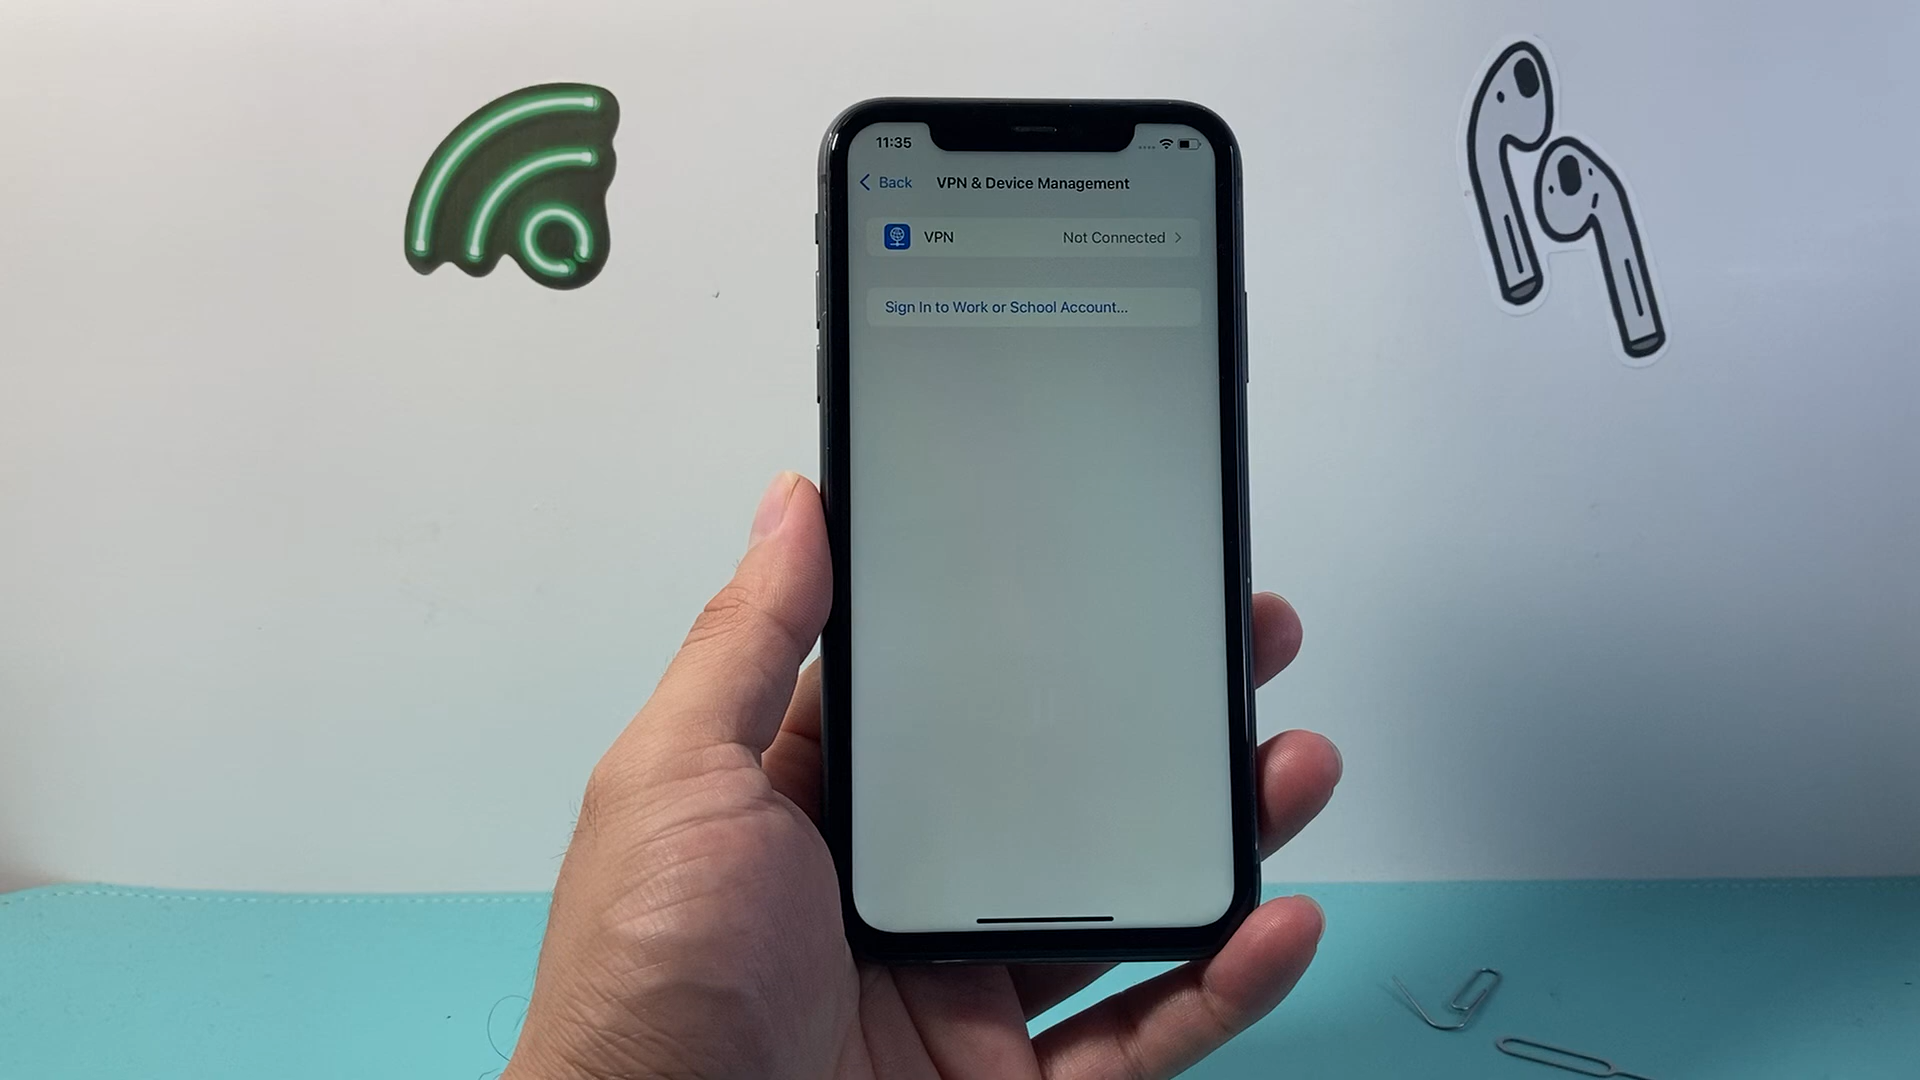 11:35
Back VPN & Device Management
VPN Not Connected
Sign In to Work or School Account...